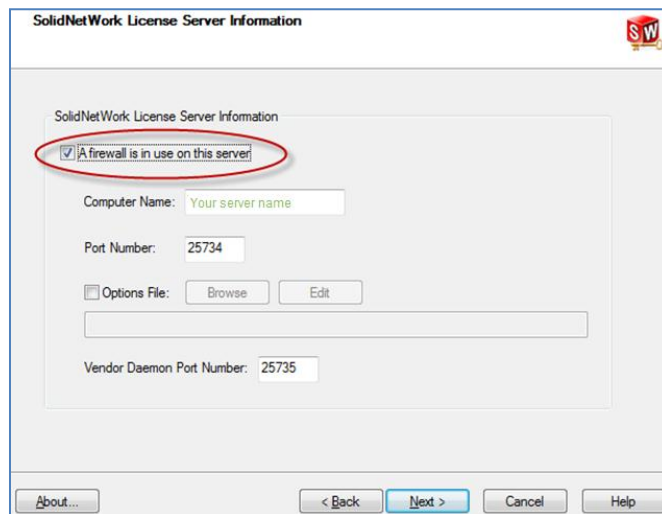 SolidNetWork License Server Information
SW
SolidNetWork License Server Information
A firewall is in use on this server
Computer Name: Your server name
Port Number: 25734
Options File: Browse Edit
Vendor Daemon Port Number: 25735
About... < Back Next > Cancel Help